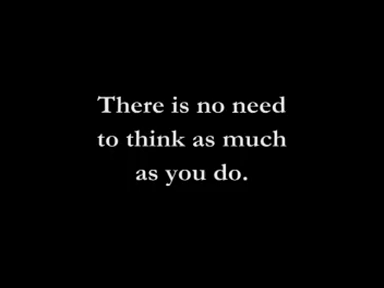 There is no need
to think as much
as you do.